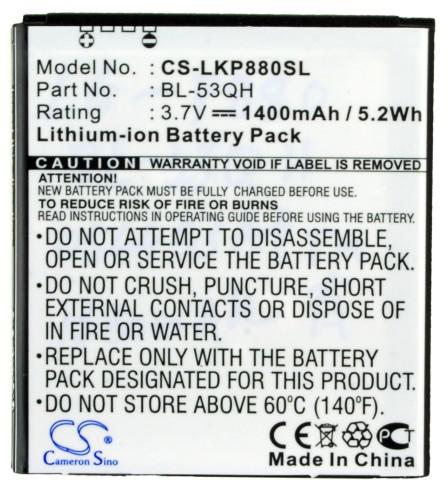 Model No.: CS-LKP880SL
Part No.: BL-53QH
Rating : 3.7V 1400mAh / 5.2Wh
Lithium-ion Battery Pack
CAUTION WARRANTY VOID IF LABEL IS REMOVED
ATTENTION!
NEW BATTERY PACK MUST BE FULLY CHARGED BEFORE USE
TO REDUCE RISK OF FIRE OR BURNS
READ INSTRUCTIONS IN OPERATING GUIDE BEFORE USING BATTERY.
•DO NOT ATTEMPT TO DISASSEMBLE,
OPEN OR SERVICE THE BATTERY PACK.
•DO NOT CRUSH, PUNCTURE, SHORT
EXTERNAL CONTACTS OR DISPOSE OF
IN FIRE OR WATER.
•REPLACE ONLY WITH THE BATTERY
PACK DESIGNATED FOR THE DEVICE.
•DO NOT STORE ABOVE 60°C (140°F)
CS
Cameron Sino
CE PCT
Made in China